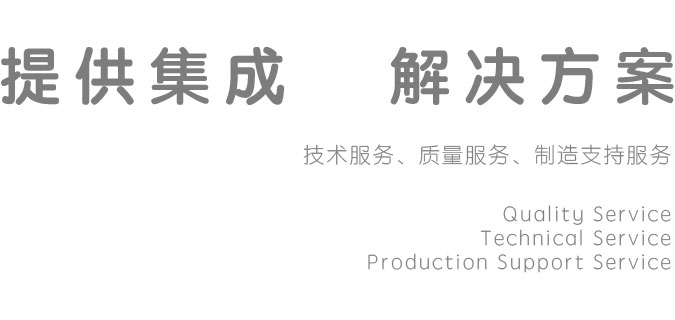 提供集成 解决方案
技术服务、质量服务、制造支持服务
Quality Service
Technical Service
Production Support Service